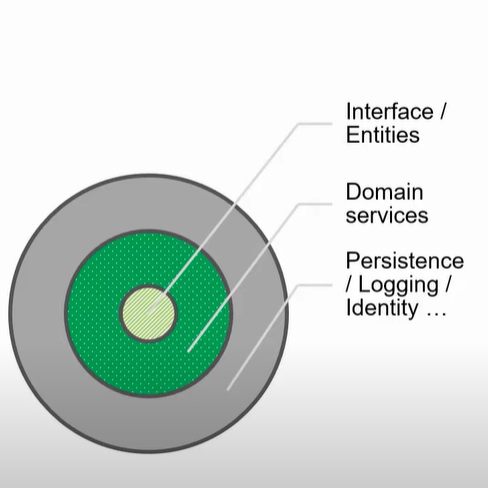 Interface /
Entities
Domain
services
Persistence
/ Logging /
Identity …